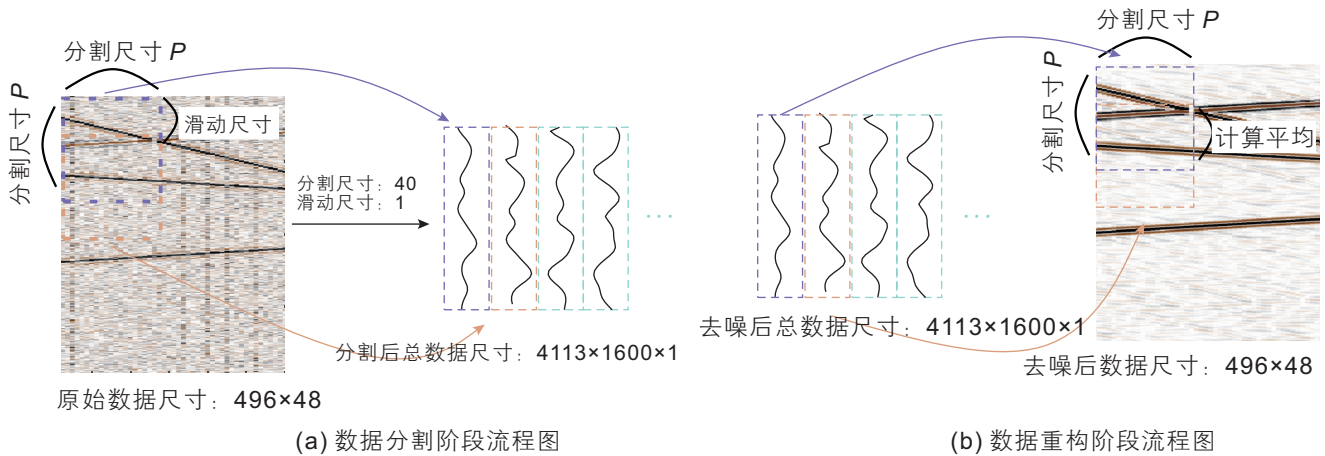 分割尺寸 P
分割尺寸 P
滑动尺寸
分割尺寸：40
滑动尺寸：1
···
分割后总数据尺寸：4113×1600×1
原始数据尺寸：496×48
(a) 数据分割阶段流程图
分割尺寸 P
分割尺寸 P
计算平均
···
去噪后总数据尺寸：4113×1600×1
去噪后数据尺寸：496×48
(b) 数据重构阶段流程图